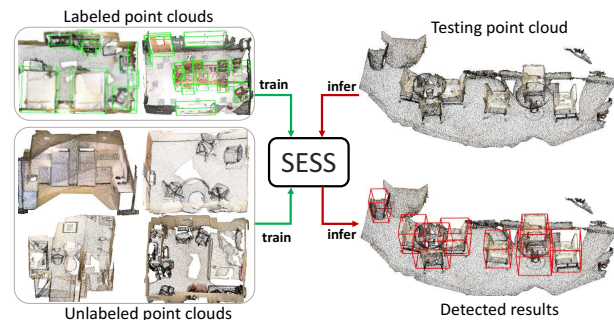 Labeled point clouds
Testing point cloud
train
infer
SESS
train
infer
Unlabeled point clouds
Detected results